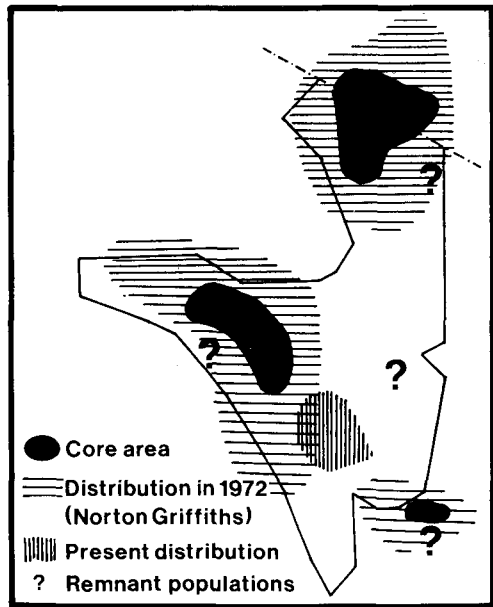 ?
?
?
Core area
Distribution in 1972
(Norton Griffiths)
?
Present distribution
? Remnant populations